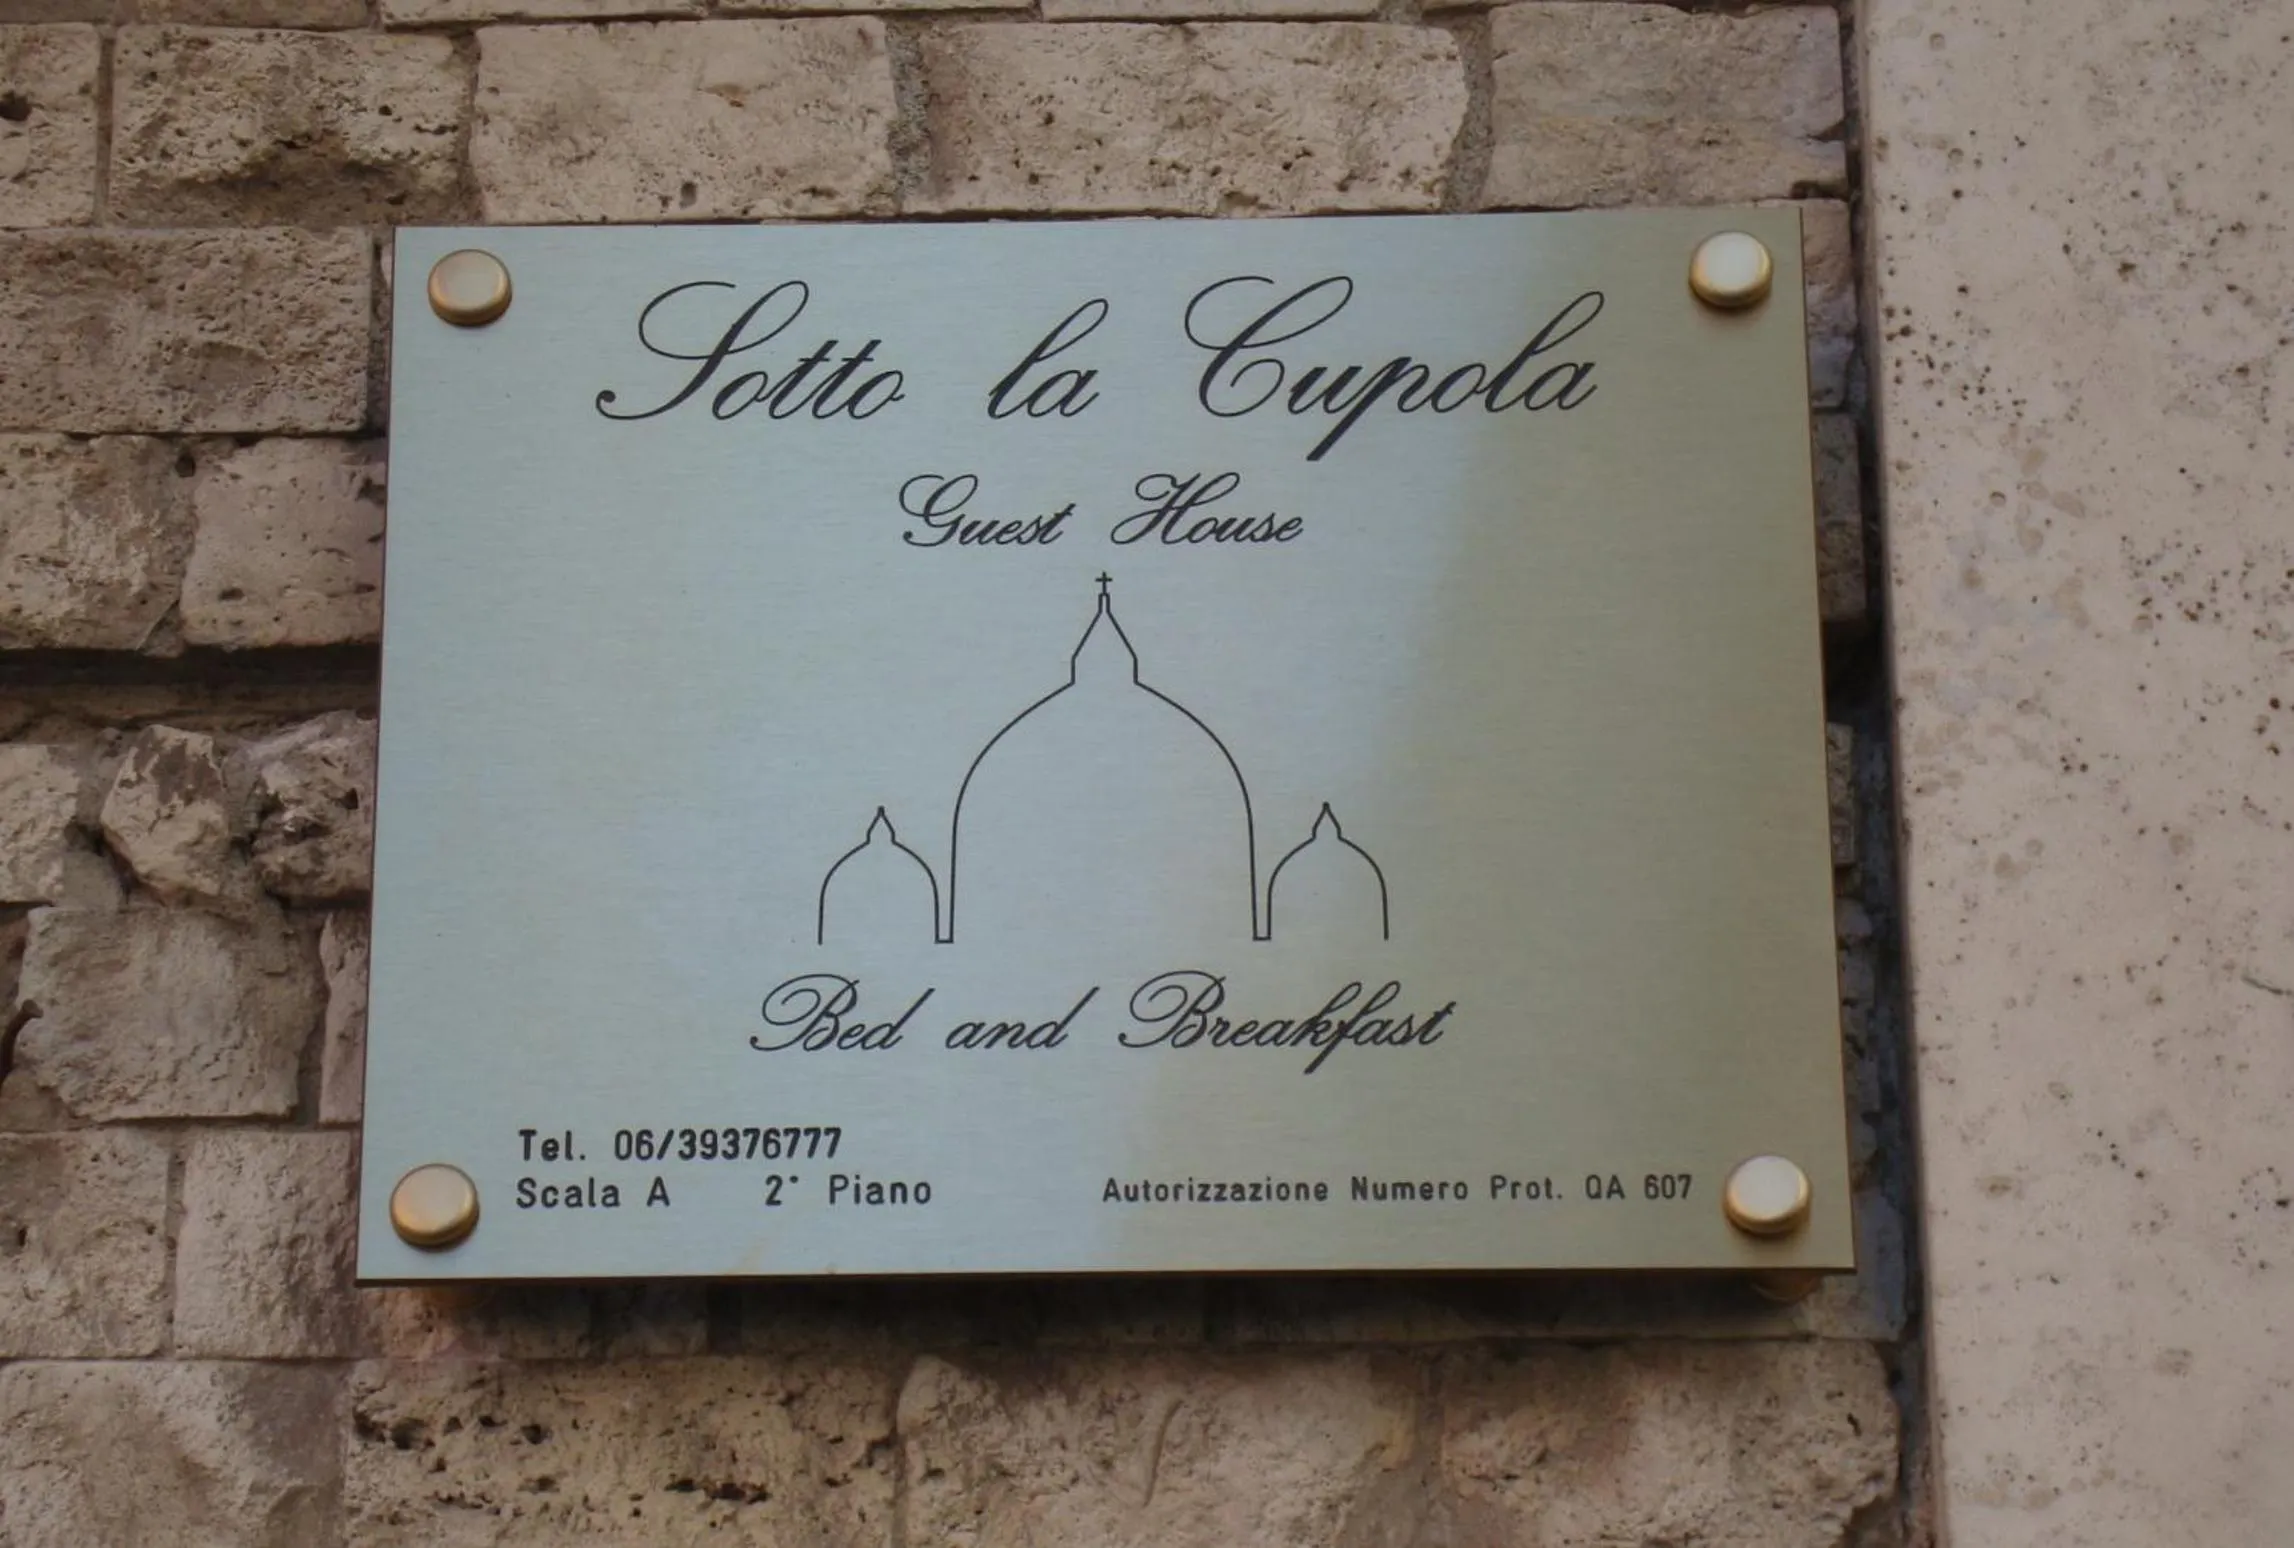 Sotto la Cupola
Guest House
Bed and Breakfast
Tel. 06/39376777
Scala A 2° Piano
Autorizzazione Numero Prot. QA 607